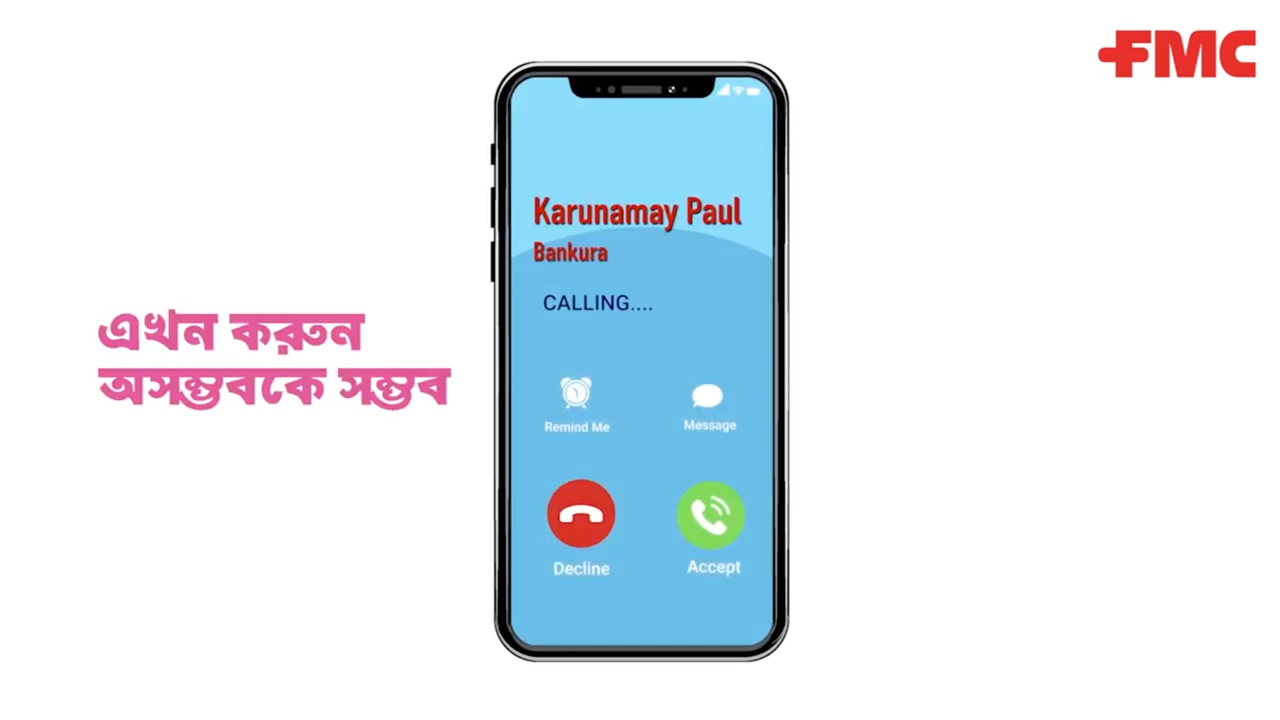 FMC
Karunamay Paul
Bankura
CALLING....
এখন করুন
অসম্ভবকে সম্ভব
Remind Me
Message
Decline
Accept